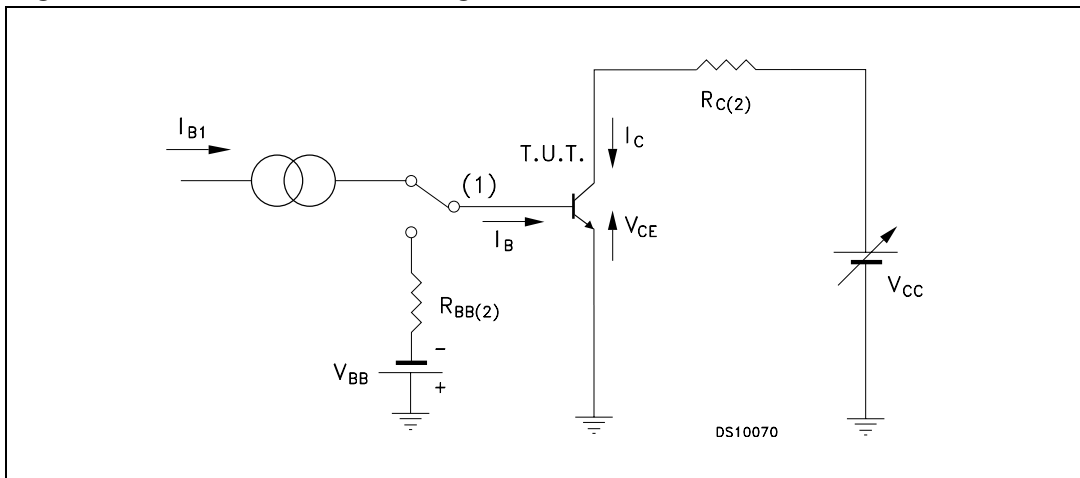 R_C(2)
I_B1
I_C
T.U.T.
(1)
I_B
V_CE
V_CC
R_BB(2)
-
V_BB
+
DS10070